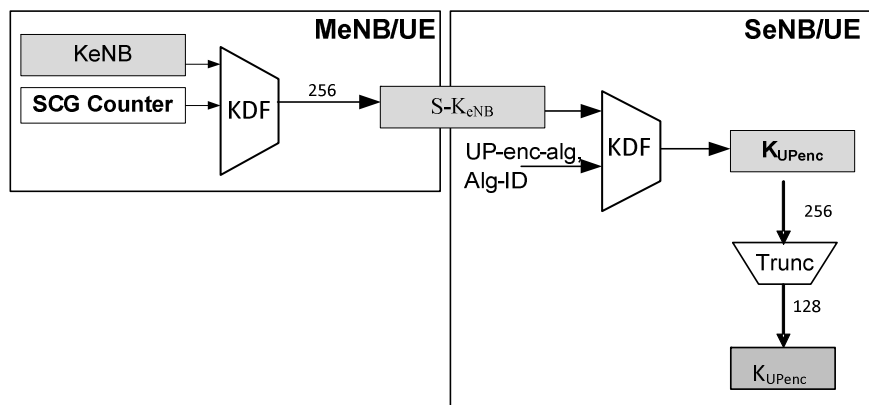 MeNB/UE
KeNB
SCG Counter
KDF
256
S-KeNB
SeNB/UE
UP-enc-alg,
Alg-ID
KDF
KUPenc
256
Trunc
128
KUPenc